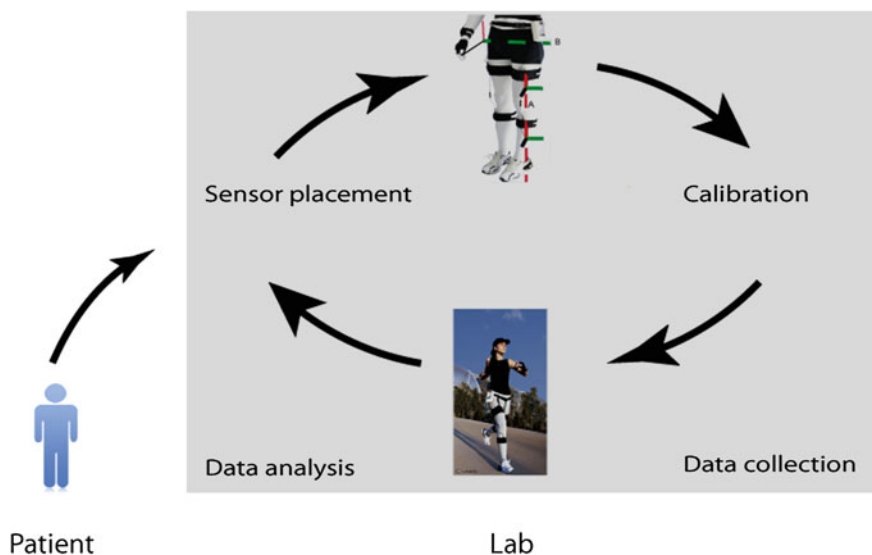 B
A
Sensor placement
Calibration
Data analysis
Data collection
Patient
Lab